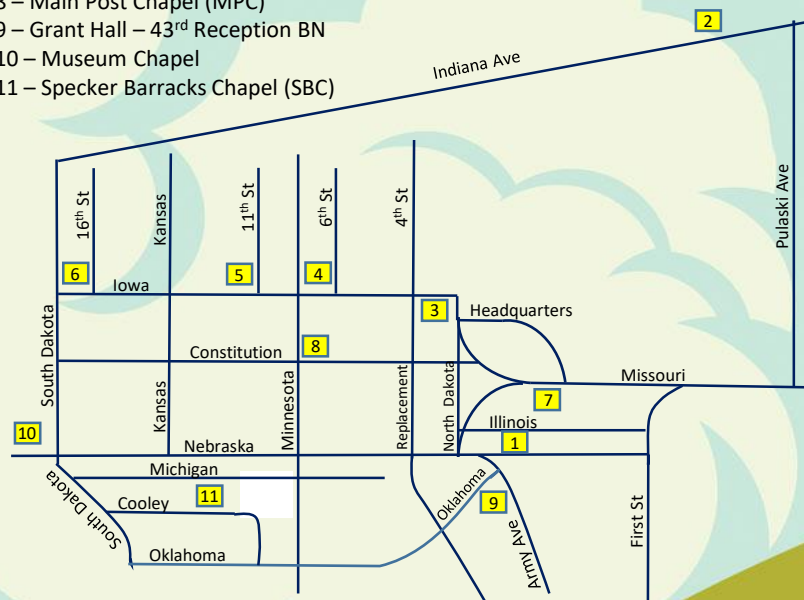 8 – Main Post Chapel (MPC)
9 – Grant Hall – 43rd Reception BN
10 – Museum Chapel
11 – Specker Barracks Chapel (SBC)
2
Indiana Ave
Pulaski Ave
16th St
Kansas
11th St
6th St
4th St
6
5
4
Iowa
3
Headquarters
South Dakota
Constitution
8
Missouri
Kansas
Minnesota
Replacement
North Dakota
7
10
Illinois
Nebraska
1
Michigan
South Dakota
Cooley
11
Oklahoma
9
Oklahoma
Army Ave
First St